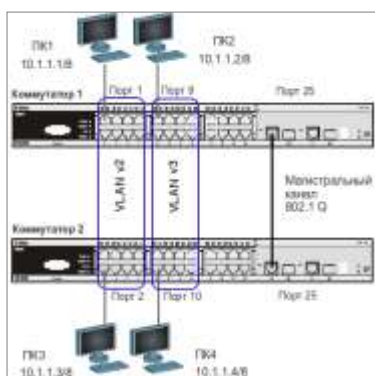 ПК1
10.1.1.1/8
ПК2
10.1.1.2/8
Порт 1
Порт 9
Порт 25
Коммутатор 1
VLAN v2
VLAN v3
Магистральный
канал
802.1 Q
Коммутатор 2
Порт 2
Порт 10
Порт 25
ПК3
10.1.1.3/8
ПК4
10.1.1.4/8